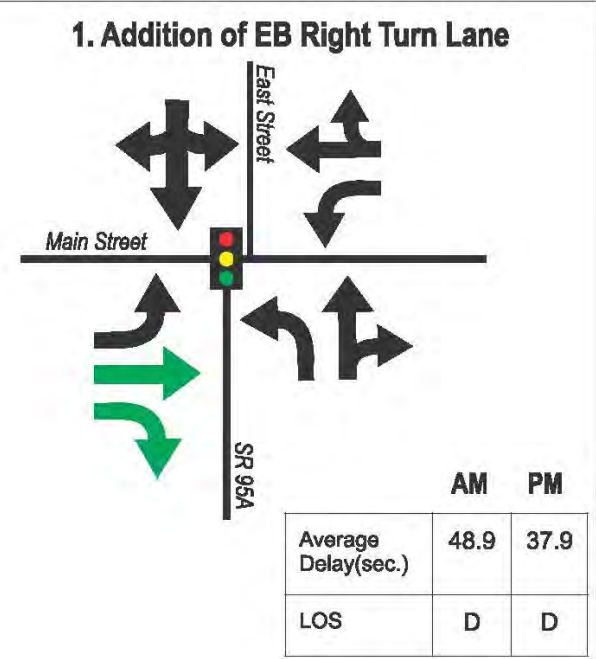 1. Addition of EB Right Turn Lane
East Street
Main Street
SR 95A
AM PM
Average Delay(sec.) 48.9 37.9
LOS D D